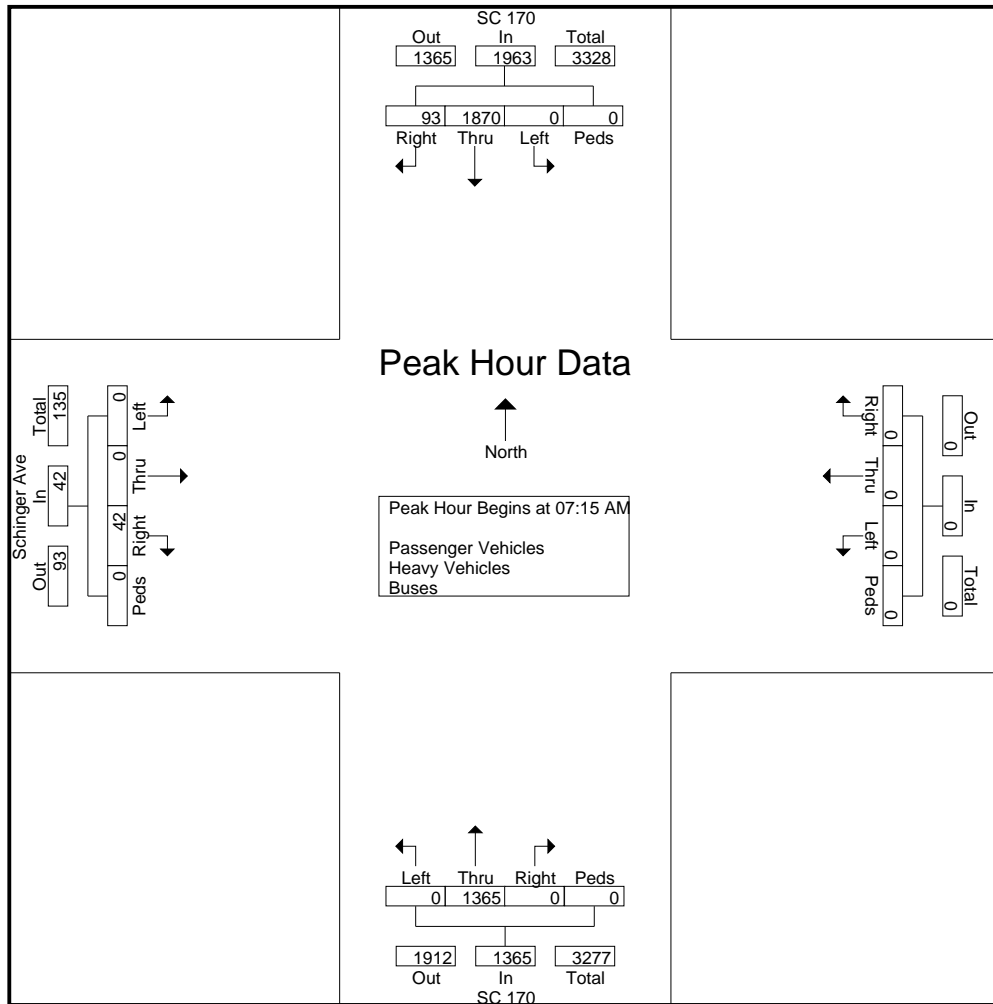 SC 170
Out In Total
1365 1963 3328
93 1870 0 0
Right Thru Left Peds
Peak Hour Data
North
Peak Hour Begins at 07:15 AM
Passenger Vehicles
Heavy Vehicles
Buses
Schinger Ave
Out In Total
93 42 135
0 42 0 0
Peds Right Thru Left
Out In Total
0 0 0
0 0 0 0
Right Thru Left Peds
Left Thru Right Peds
0 1365 0 0
1912 1365 3277
Out In Total
SC 170